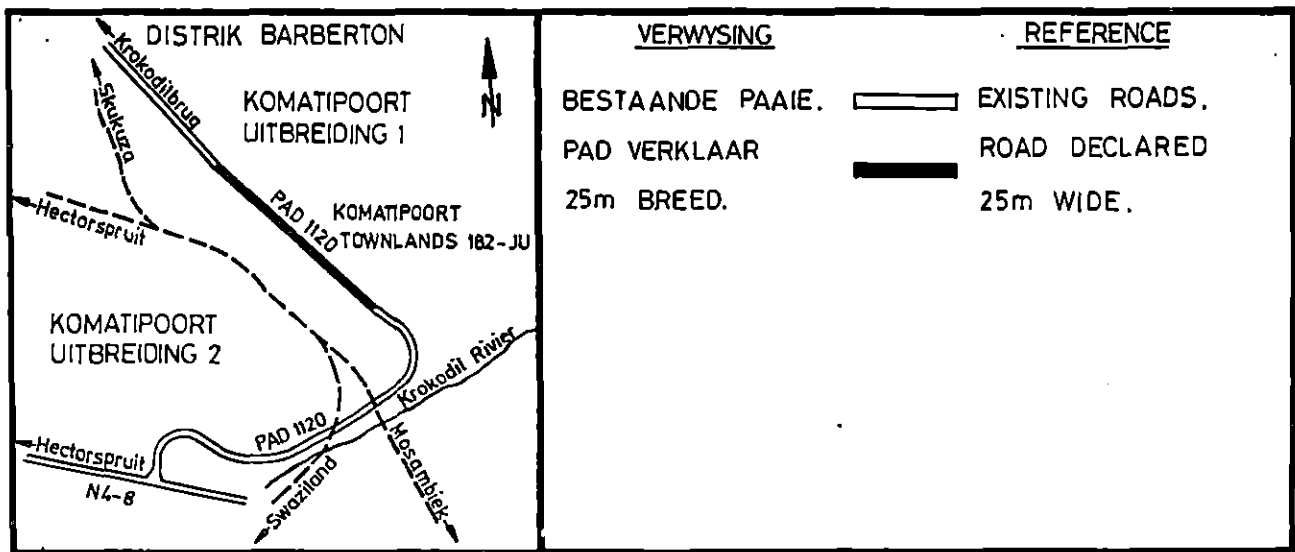 DISTRIK BARBERTON
Krokodilbrug
Skukuza
KOMATIPOORT
UITBREIDING 1
N
Hectorspruit
PAD 1120
KOMATIPOORT
TOWNLANDS 182-JU
KOMATIPOORT
UITBREIDING 2
Krokodil Rivier
PAD 1120
Hectorspruit
N4-8
Swaziland
Mosambiek
VERWYSING
REFERENCE
BESTAANDE PAAIE.
EXISTING ROADS.
PAD VERKLAAR
25m BREED.
ROAD DECLARED
25m WIDE.